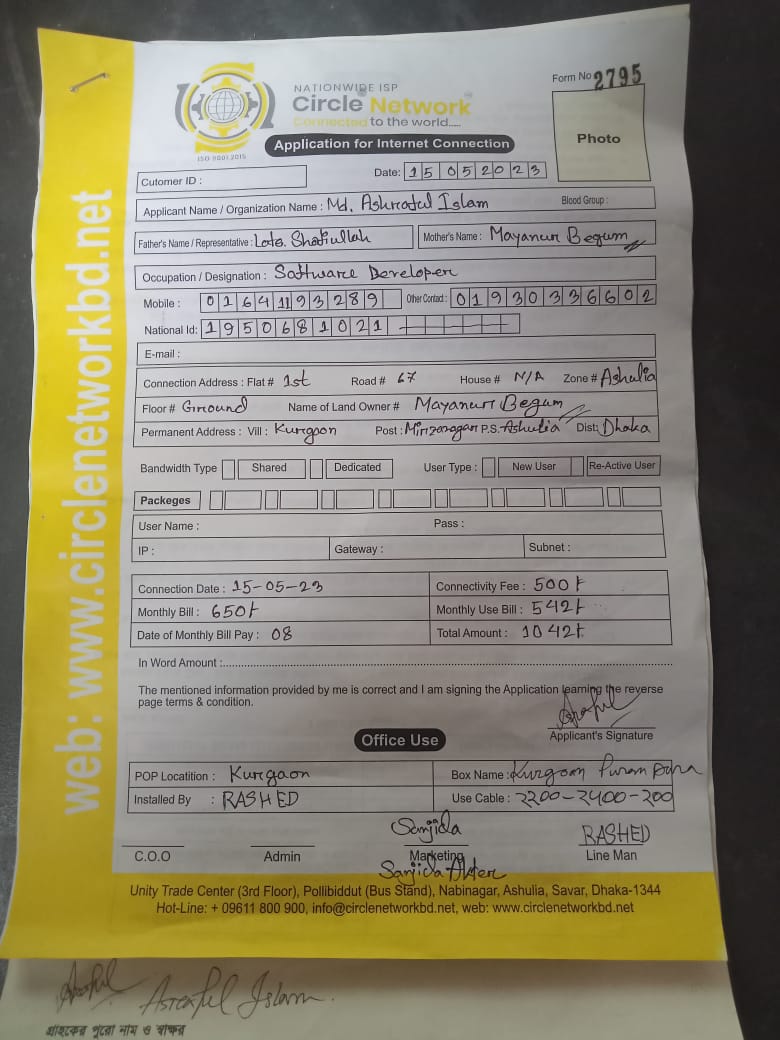 NATIONWIDE ISP
Circle Network
Connected to the world.....
ISO 9001:2015
Form No 2795
Photo
Application for Internet Connection
Cutomer ID :
Date: 15052023
Applicant Name / Organization Name : Md. Ashratul Islam
Blood Group :
Father's Name / Representative : Late. Shafiullah
Mother's Name : Mayanur Begum
Occupation / Designation : Software Developer
Mobile : 01641193289
Other Contact : 01930336602
National Id: 1950681021
E-mail :
Connection Address : Flat # 1st Road # 67 House # N/A Zone # Ashulia
Floor # Ground Name of Land Owner # Mayanur Begum
Permanent Address : Vill : Kurgaon Post : Mirzanagar P.S. Ashulia Dist: Dhaka
Bandwidth Type Shared Dedicated User Type : New User Re-Active User
Packeges
User Name : Pass :
IP : Gateway : Subnet :
Connection Date : 15-05-23 Connectivity Fee : 500/-
Monthly Bill : 650/- Monthly Use Bill : 542/-
Date of Monthly Bill Pay : 08 Total Amount : 1042/-
In Word Amount :
The mentioned information provided by me is correct and I am signing the Application learning the reverse
page terms & condition.
Applicant's Signature
Office Use
POP Locatition : Kurgaon Box Name : Kurgaon Puran Para
Installed By : RASHED Use Cable : 2200-2400-200
Sanjida RASHED
C.O.O Admin Marketing Line Man
Sanjida Akter
Unity Trade Center (3rd Floor), Pollibiddut (Bus Stand), Nabinagar, Ashulia, Savar, Dhaka-1344
Hot-Line: + 09611 800 900, info@circlenetworkbd.net, web: www.circlenetworkbd.net
web: www.circlenetworkbd.net
Islam
গ্রাহকের পুরো নাম ও স্বাক্ষর